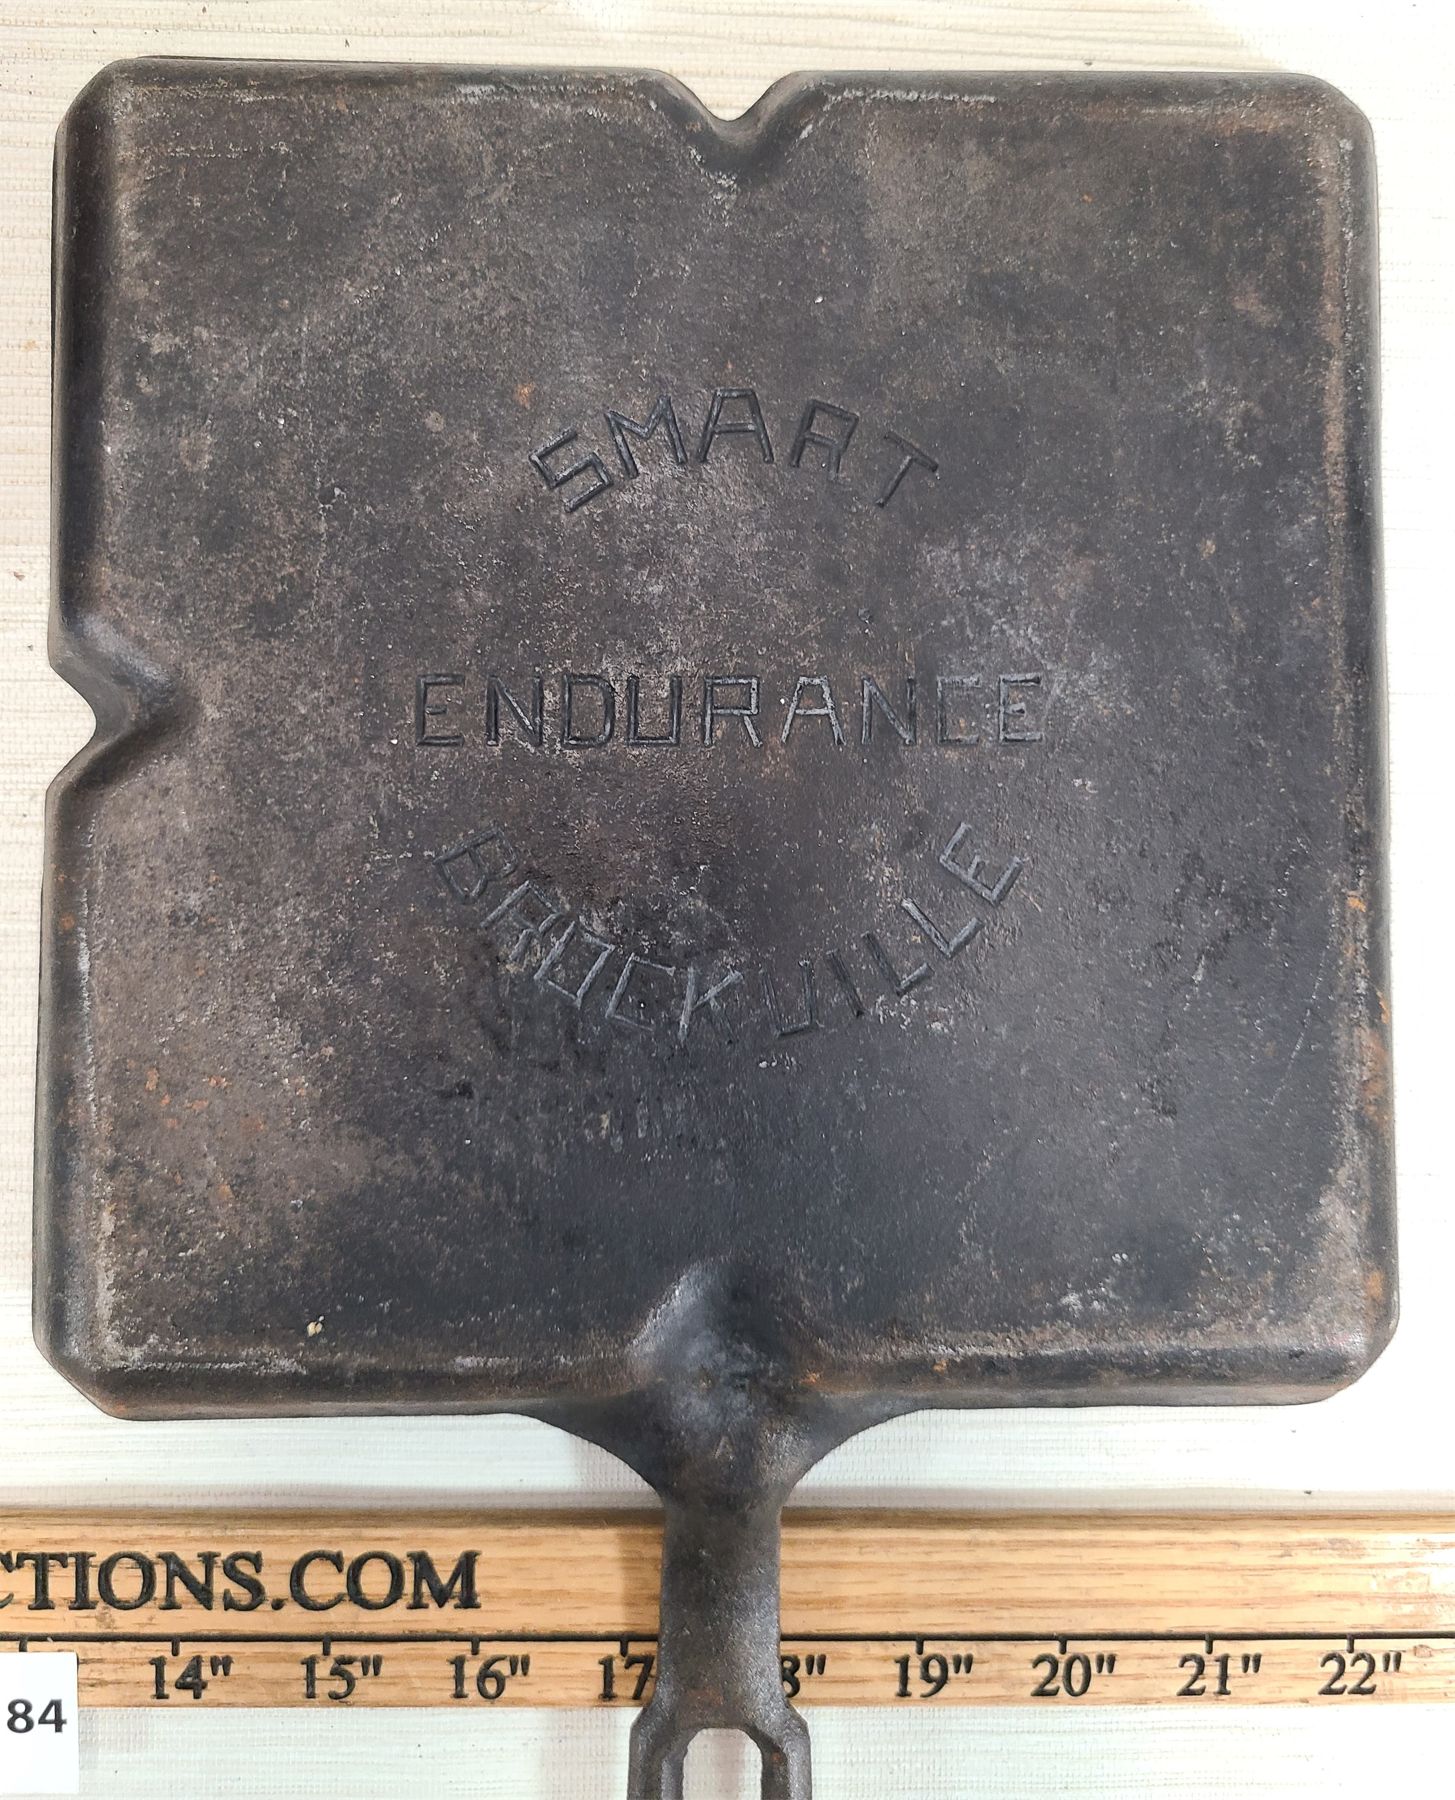 SMART
ENDURANCE
BROCKVILLE
A
CTIONS.COM
14" 15" 16" 17 8" 19" 20" 21" 22"
84